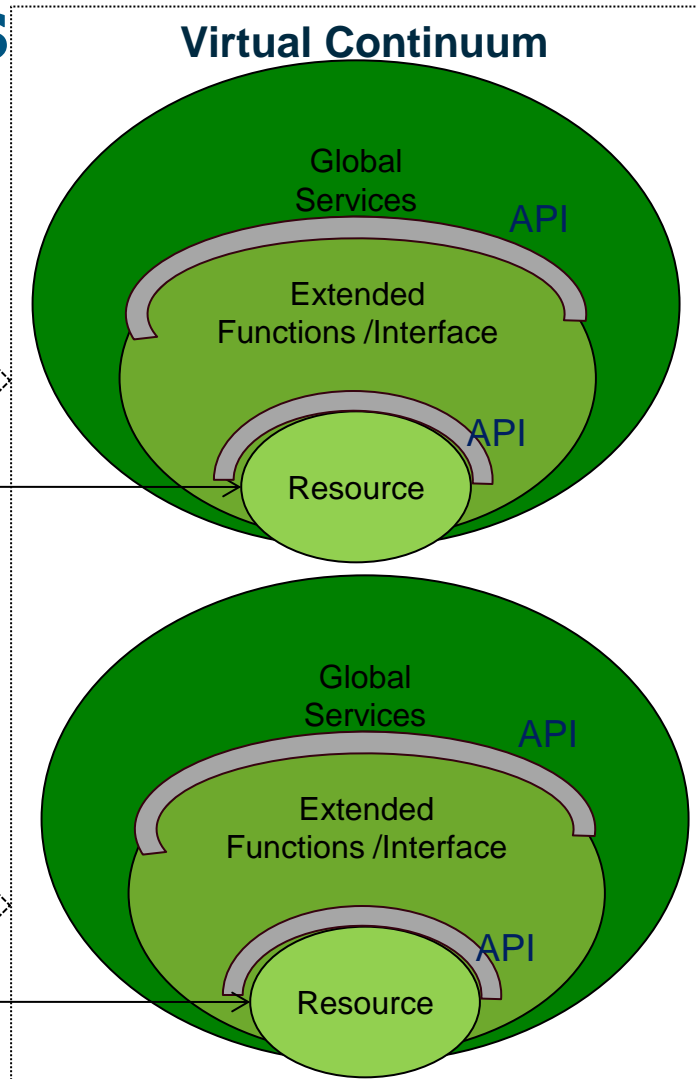 S
Virtual Continuum
Global
Services
API
Extended
Functions /Interface
API
Resource
Global
Services
API
Extended
Functions /Interface
API
Resource